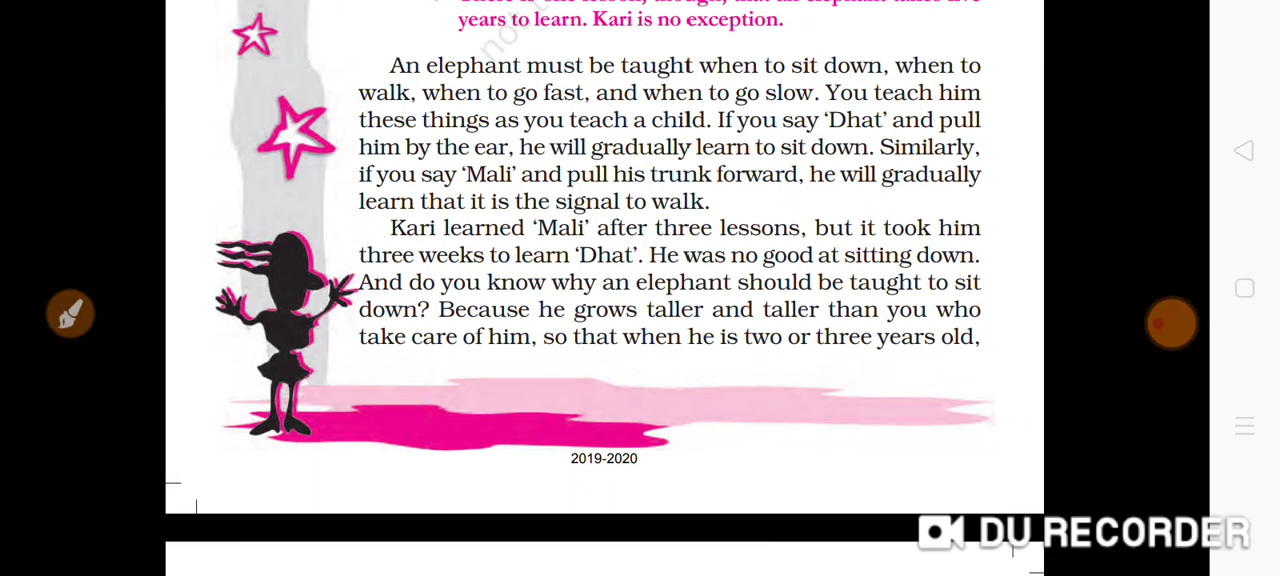 years to learn. Kari is no exception.
An elephant must be taught when to sit down, when to
walk, when to go fast, and when to go slow. You teach him
these things as you teach a child. If you say ‘Dhat’ and pull
him by the ear, he will gradually learn to sit down. Similarly,
if you say ‘Mali’ and pull his trunk forward, he will gradually
learn that it is the signal to walk.
Kari learned ‘Mali’ after three lessons, but it took him
three weeks to learn ‘Dhat’. He was no good at sitting down.
And do you know why an elephant should be taught to sit
down? Because he grows taller and taller than you who
take care of him, so that when he is two or three years old,
2019-2020
DU RECORDER